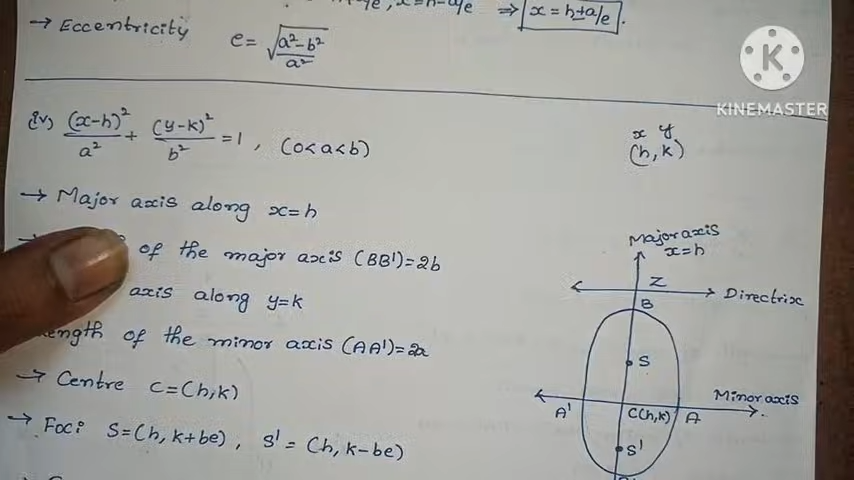 x = h ± a/e .
→ Eccentricity e = √(a²-b²/a²)
(iv) (x-h)²/a² + (y-k)²/b² = 1 , (0<a<b)
→ Major axis along x=h
of the major axis (BB')=2b
axis along y=k
length of the minor axis (AA')=2a
→ Centre C=(h,k)
→ Foci S=(h, k+be), S' = (h, k-be)
KINEMASTER
x y
(h, k)
Major axis
x=h
Z
Directrix
B
S
Minor axis
A' C(h,k) A
S'